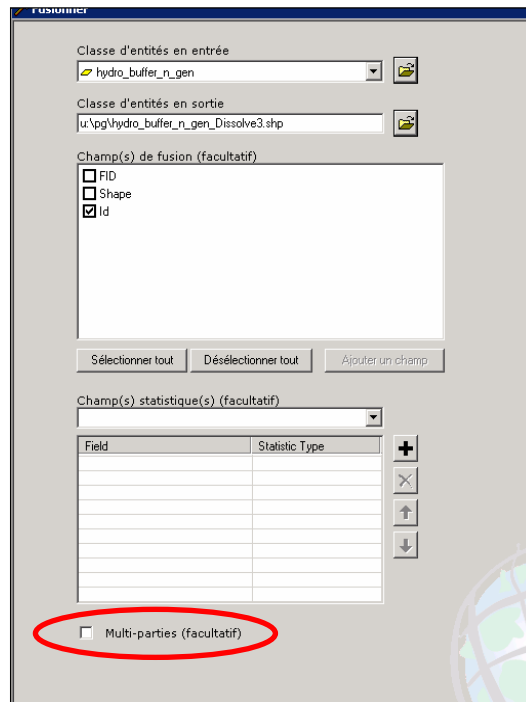 Fusionner
Classe d'entités en entrée
hydro_buffer_n_gen
Classe d'entités en sortie
u:\pg\hydro_buffer_n_gen_Dissolve3.shp
Champ(s) de fusion (facultatif)
FID
Shape
Id
Sélectionner tout Désélectionner tout Ajouter un champ
Champ(s) statistique(s) (facultatif)
Field Statistic Type
Multi-parties (facultatif)